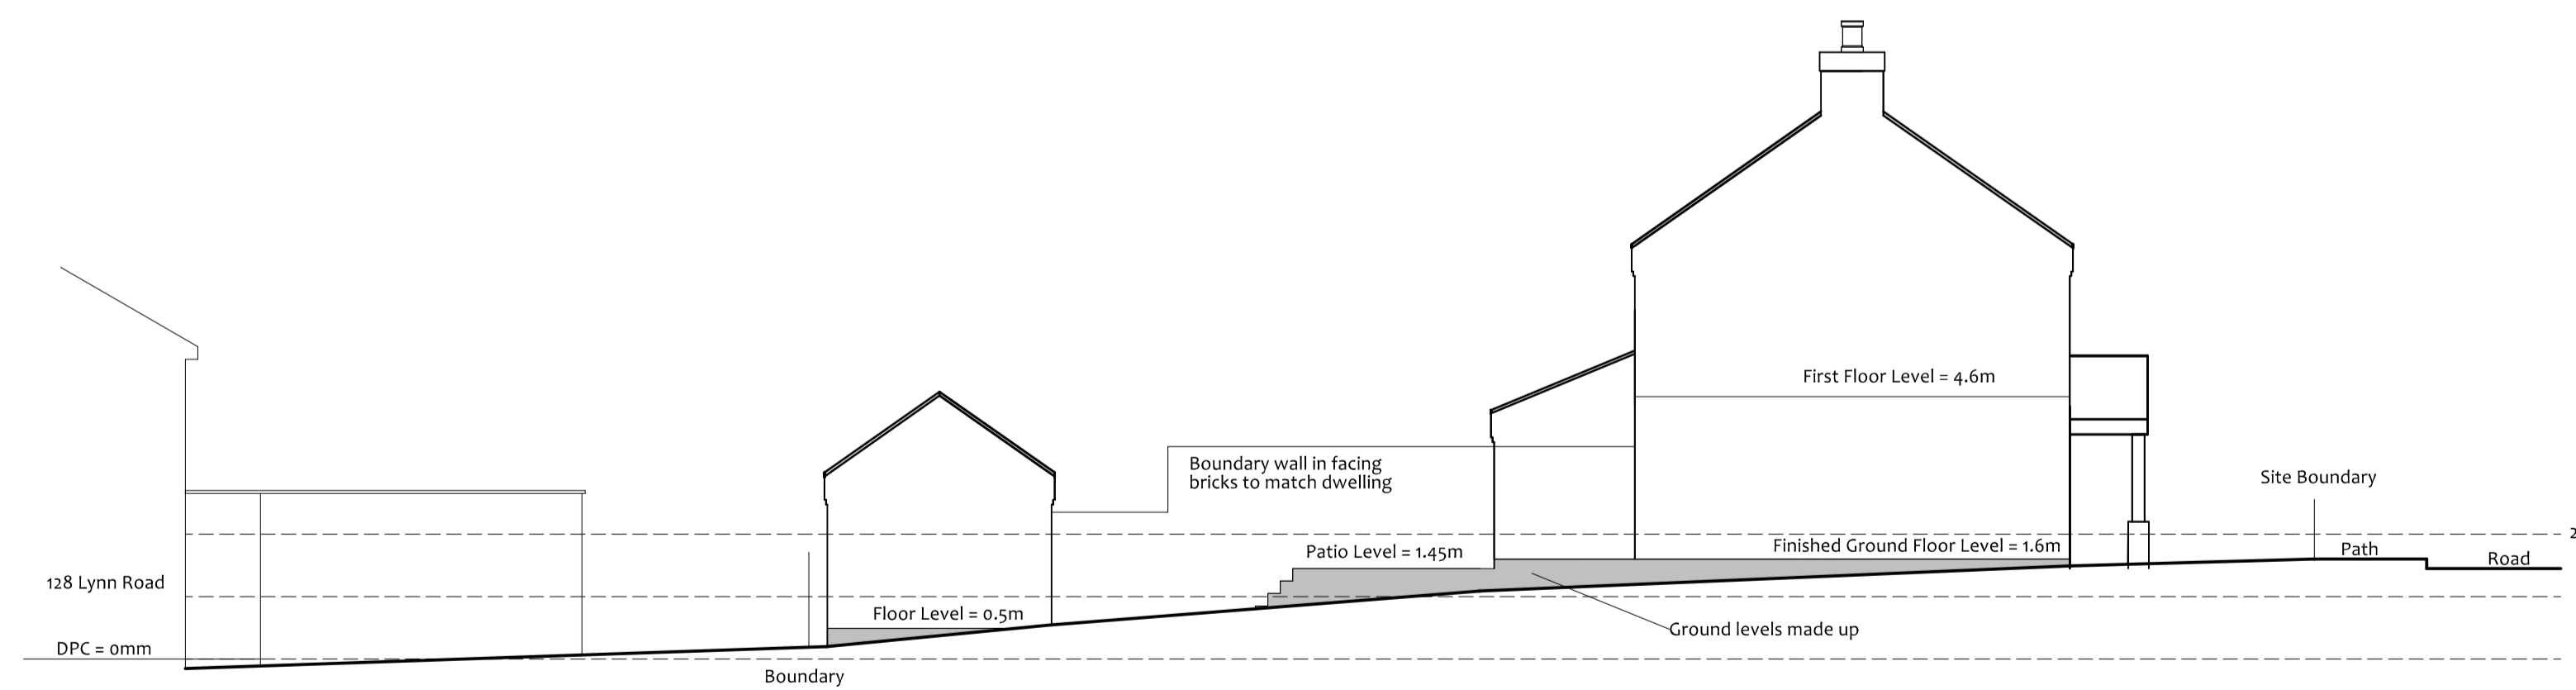 First Floor Level = 4.6m
Boundary wall in facing
bricks to match dwelling
Site Boundary
2
Patio Level = 1.45m
Finished Ground Floor Level = 1.6m
Path
Road
128 Lynn Road
Floor Level = 0.5m
Ground levels made up
DPC = 0mm
Boundary